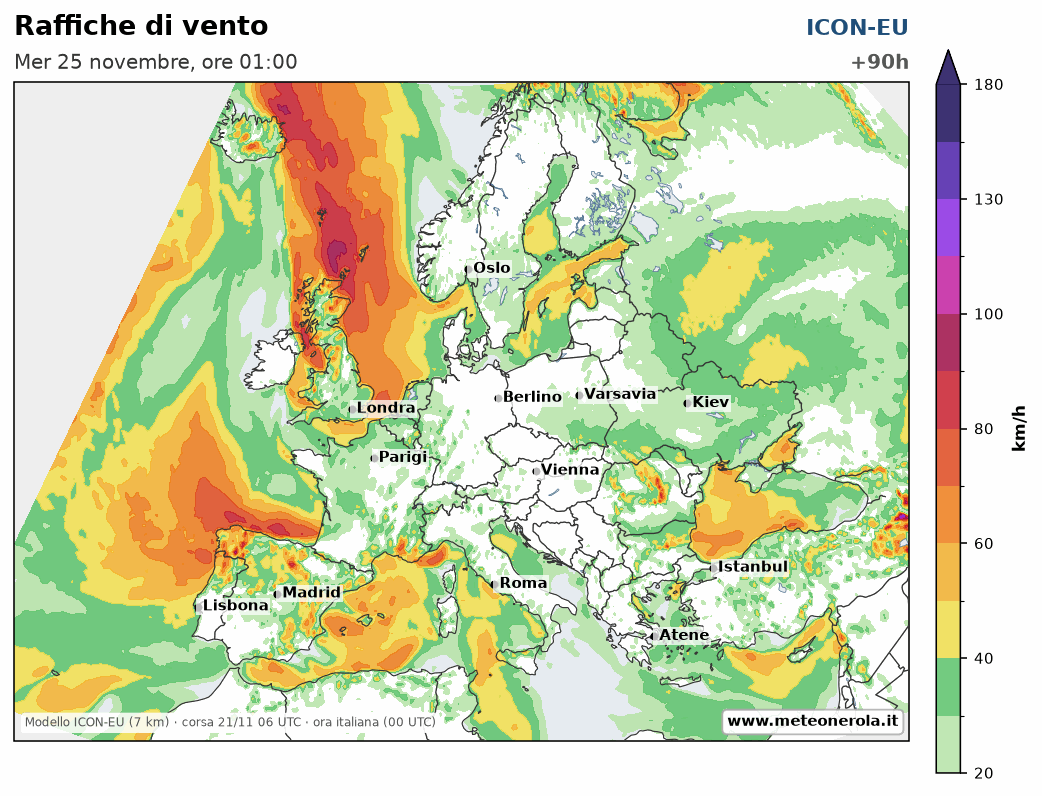 Raffiche di vento
ICON-EU
Mer 25 novembre, ore 01:00
+90h
180
130
100
80
60
40
20
km/h
Oslo
Berlino
Varsavia
Kiev
Londra
Parigi
Vienna
Istanbul
Roma
Madrid
Lisbona
Atene
Modello ICON-EU (7 km) · corsa 21/11 06 UTC · ora italiana (00 UTC)
www.meteonerola.it